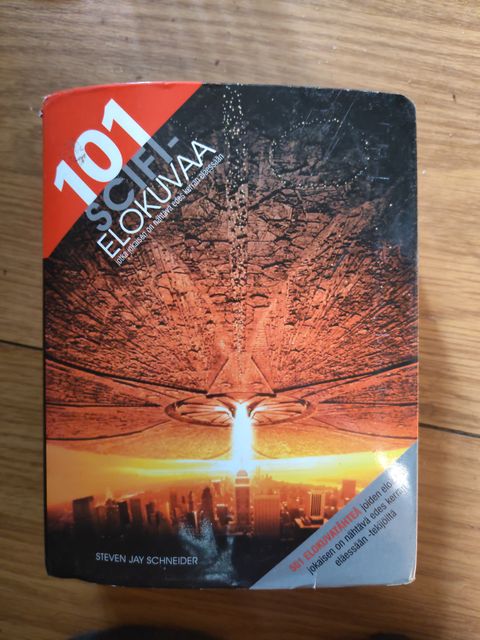 101
SCIFI-
ELOKUVAA
jotka jokaisen on nähtävä edes kerran eläessään
STEVEN JAY SCHNEIDER
501 ELOKUVATÄHTEÄ joiden elo
jokaisen on nähtävä edes kerran
eläessään -tekijöiltä